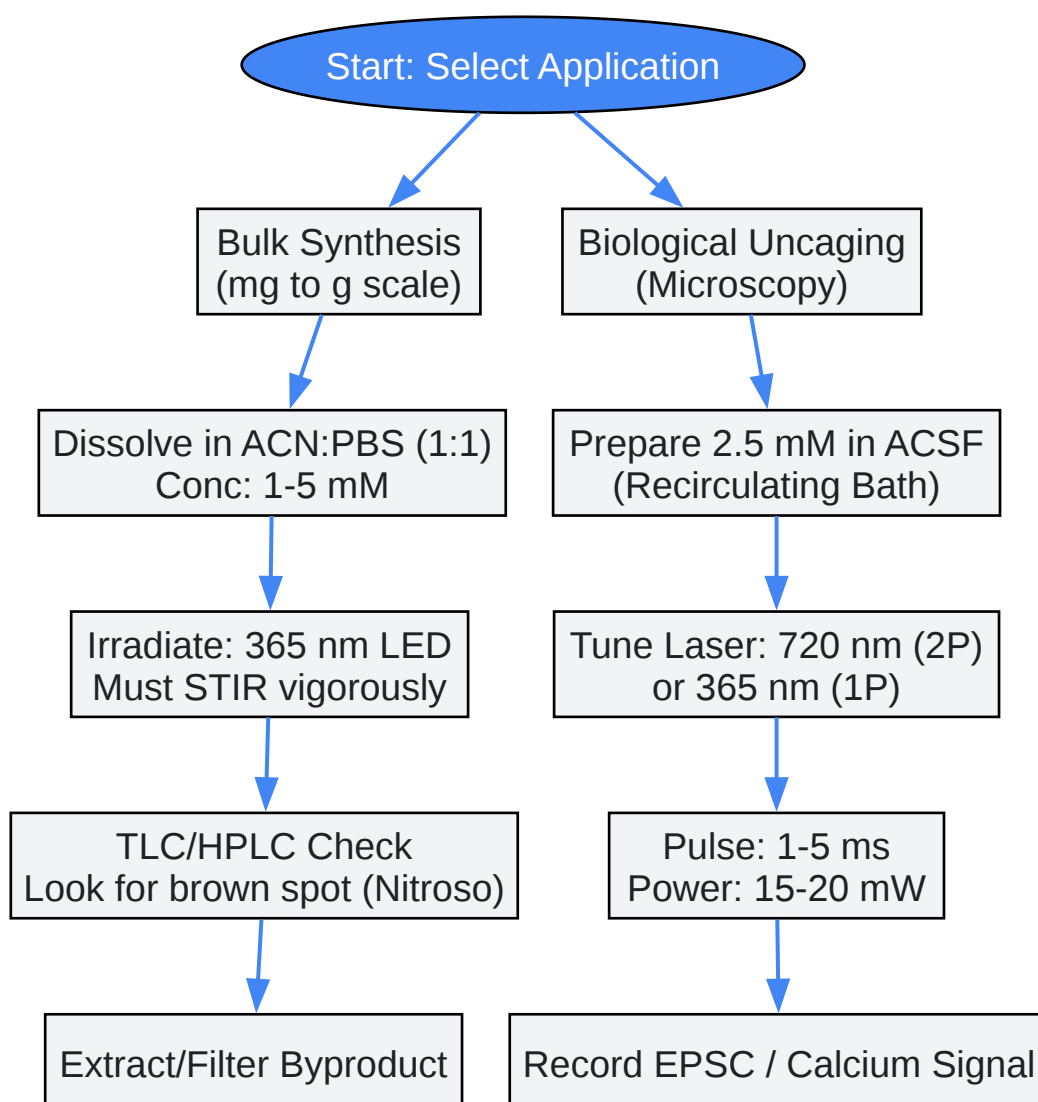 Start: Select Application
Bulk Synthesis
(mg to g scale)
Biological Uncaging
(Microscopy)
Dissolve in ACN:PBS (1:1)
Conc: 1-5 mM
Prepare 2.5 mM in ACSF
(Recirculating Bath)
Irradiate: 365 nm LED
Must STIR vigorously
Tune Laser: 720 nm (2P)
or 365 nm (1P)
TLC/HPLC Check
Look for brown spot (Nitroso)
Pulse: 1-5 ms
Power: 15-20 mW
Extract/Filter Byproduct
Record EPSC / Calcium Signal